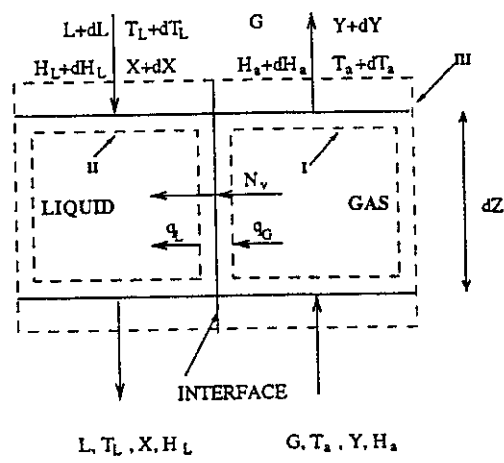 L+dL T_L+dT_L G Y+dY
H_L+dH_L X+dX H_a+dH_a T_a+dT_a III
II I
N_v
LIQUID GAS dZ
q_L q_G
INTERFACE
L, T_L, X, H_L G, T_a, Y, H_a